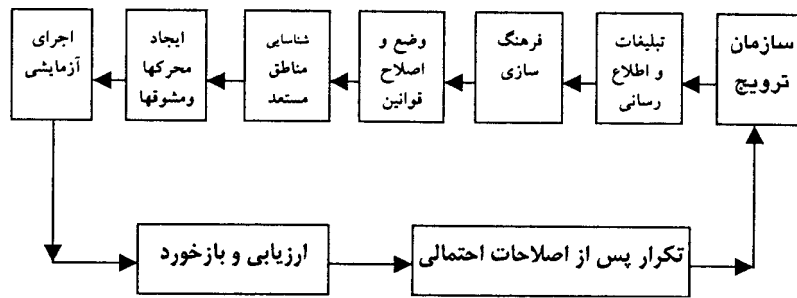 سازمان
ترویج
تبلیغات
و اطلاع
رسانی
فرهنگ
سازی
وضع و
اصلاح
قوانین
شناسایی
مناطق
مستعد
ایجاد
محرکها
ومشوقها
اجرای
آزمایشی
ارزیابی و بازخورد
تکرار پس از اصلاحات احتمالی